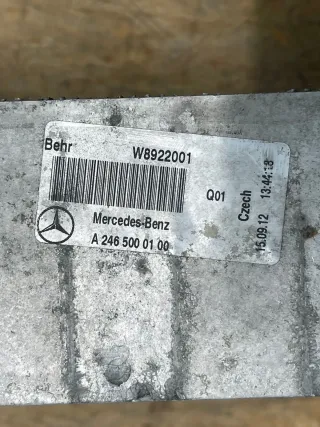 Behr W8922001
Q01
Mercedes-Benz
A 246 500 01 00
Czech
15.09.12 13:44:18